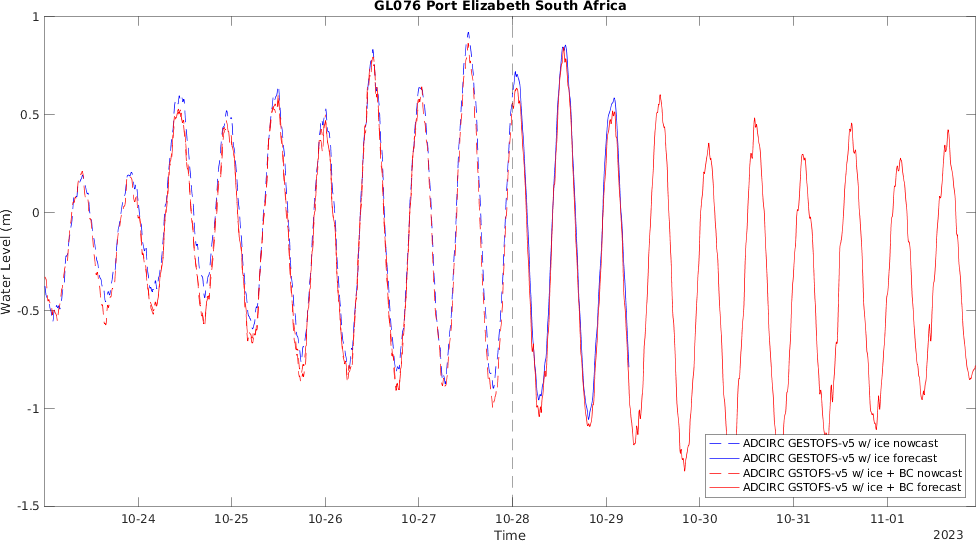 GL076 Port Elizabeth South Africa
1
0.5
0
-0.5
-1
-1.5
Water Level (m)
ADCIRC GESTOFS-v5 w/ ice nowcast
ADCIRC GESTOFS-v5 w/ ice forecast
ADCIRC GSTOFS-v5 w/ ice + BC nowcast
ADCIRC GSTOFS-v5 w/ ice + BC forecast
10-24 10-25 10-26 10-27 10-28 10-29 10-30 10-31 11-01
Time
2023